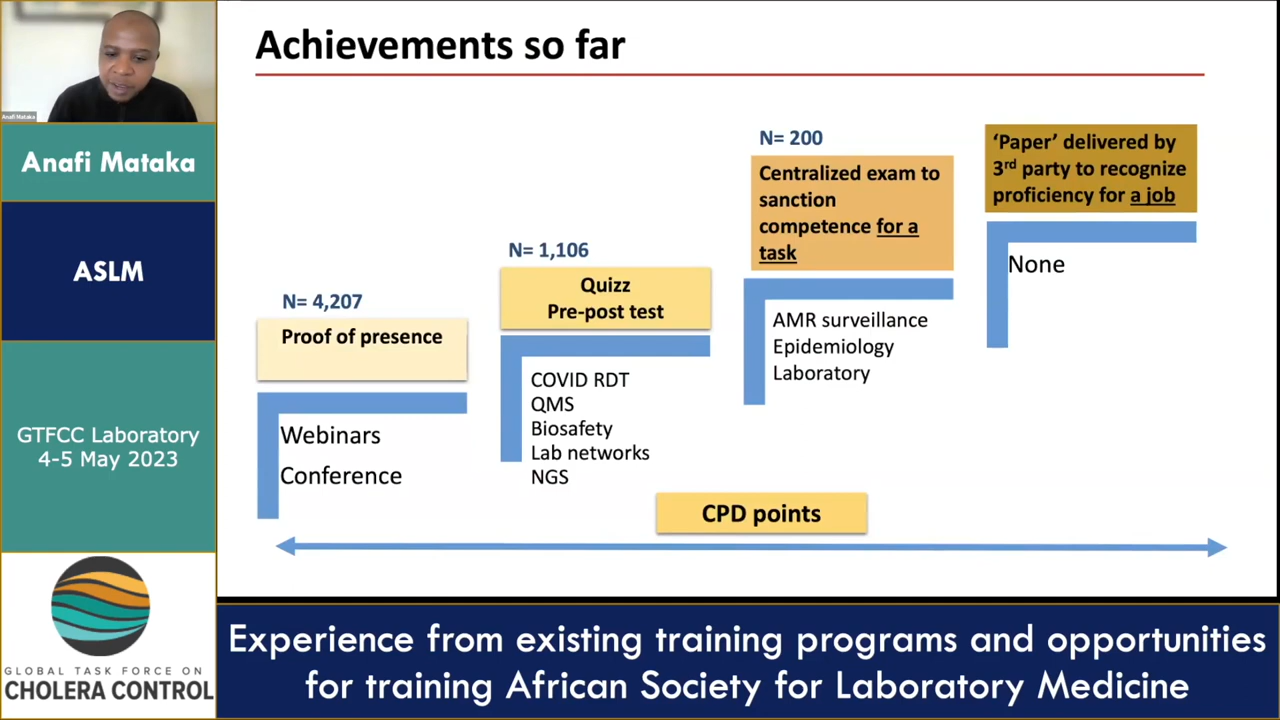 Anafi Mataka
Anafi Mataka
ASLM
GTFCC Laboratory
4-5 May 2023
GLOBAL TASK FORCE ON
CHOLERA CONTROL
Achievements so far
N= 4,207
Proof of presence
Webinars
Conference
N= 1,106
Quizz
Pre-post test
COVID RDT
QMS
Biosafety
Lab networks
NGS
N= 200
Centralized exam to
sanction
competence for a
task
AMR surveillance
Epidemiology
Laboratory
‘Paper’ delivered by
3rd party to recognize
proficiency for a job
None
CPD points
Experience from existing training programs and opportunities
for training African Society for Laboratory Medicine